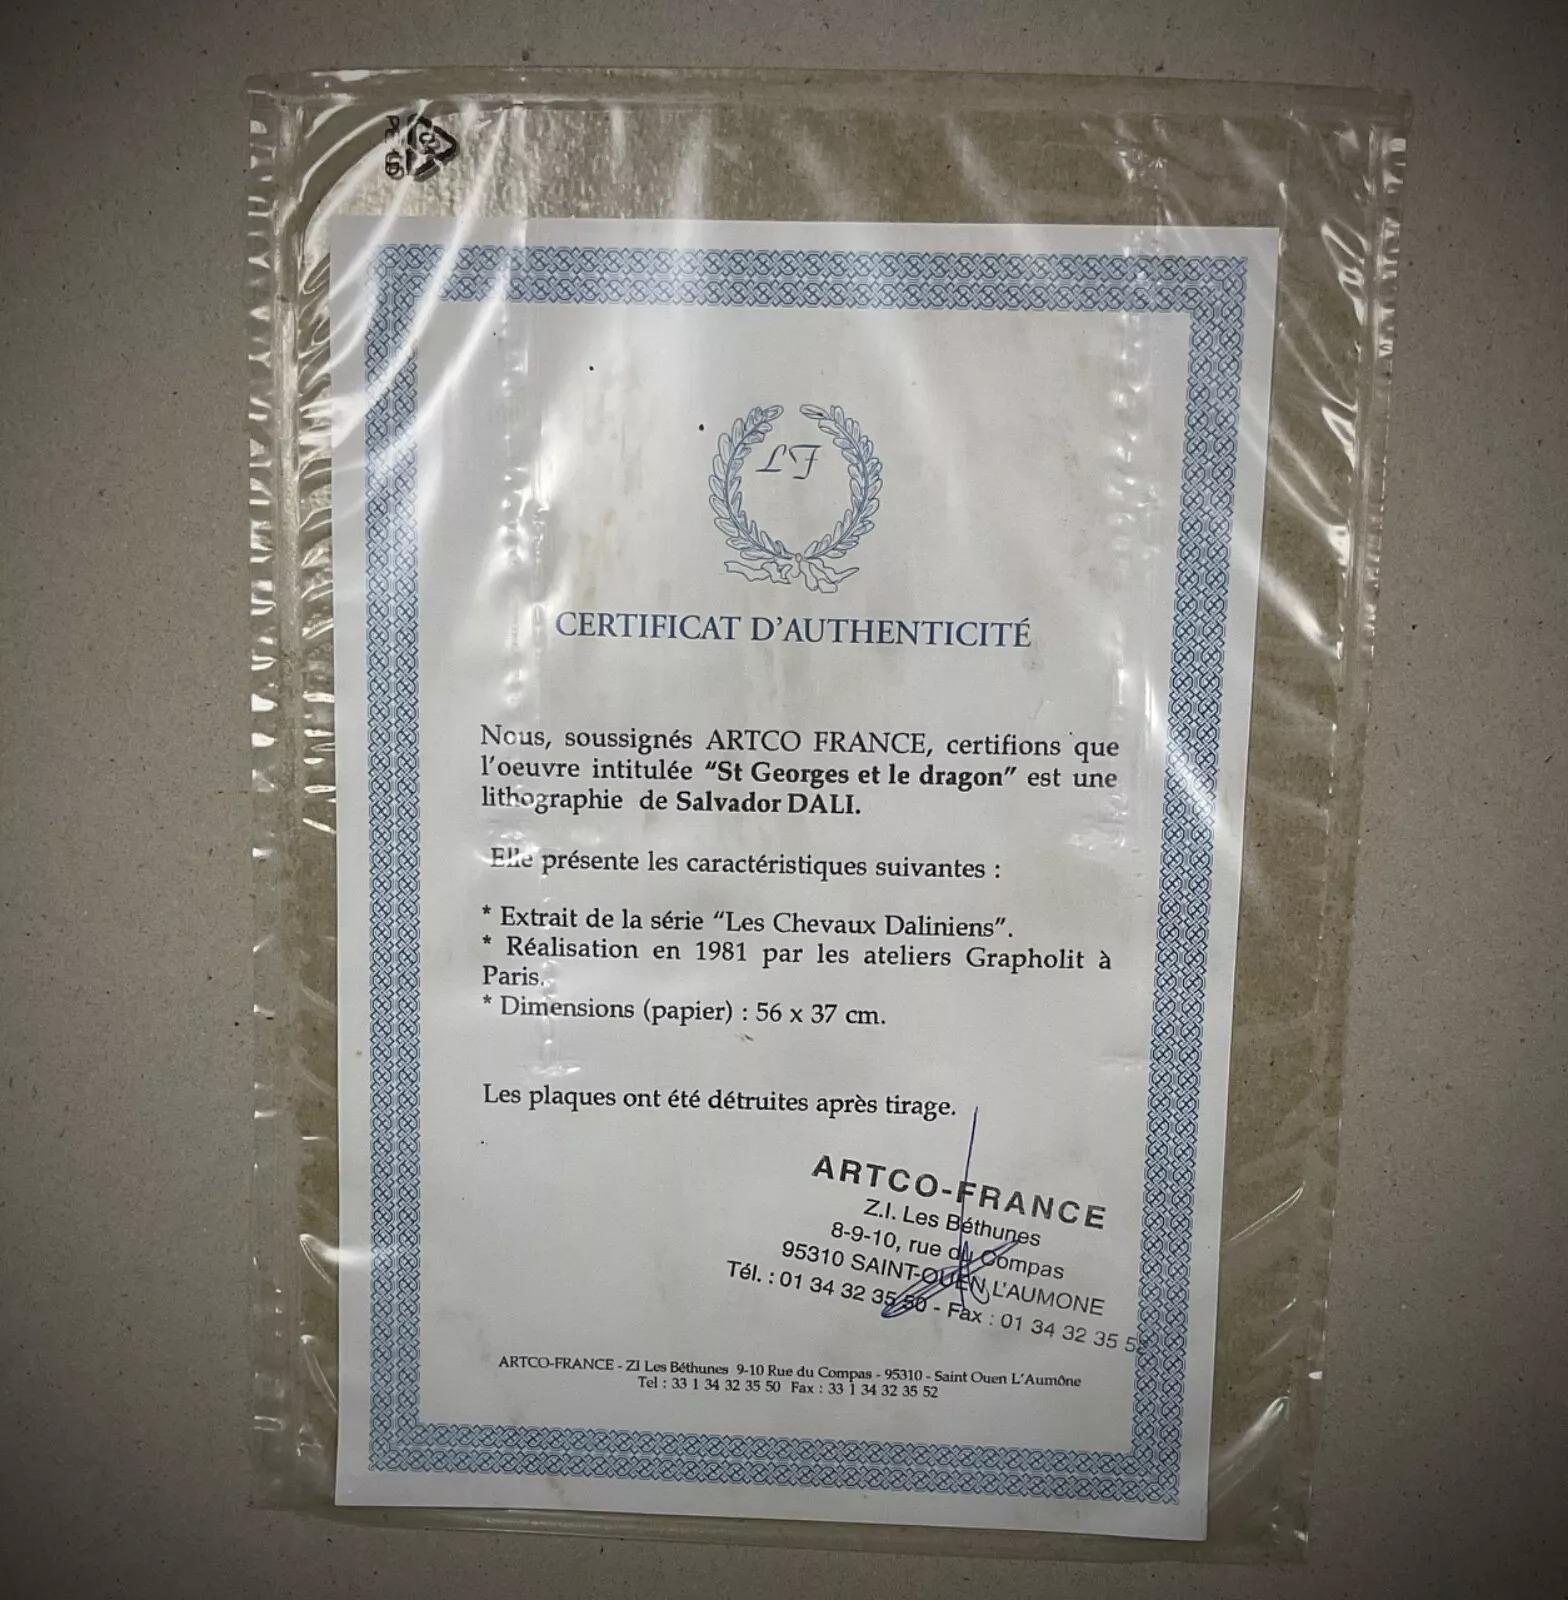 LF
CERTIFICAT D'AUTHENTICITÉ
Nous, soussignés ARTCO FRANCE, certifions que
l'oeuvre intitulée "St Georges et le dragon" est une
lithographie de Salvador DALI.
Elle présente les caractéristiques suivantes :
* Extrait de la série "Les Chevaux Daliniens".
* Réalisation en 1981 par les ateliers Grapholit à
Paris.
* Dimensions (papier) : 56 x 37 cm.
Les plaques ont été détruites après tirage.
ARTCO-FRANCE
Z.I. Les Béthunes
8-9-10, rue du Compas
95310 SAINT-OUEN L'AUMONE
Tél. : 01 34 32 35 50 - Fax : 01 34 32 35 52
ARTCO-FRANCE - ZI Les Béthunes 9-10 Rue du Compas - 95310 - Saint Ouen L'Aumône
Tel : 33 1 34 32 35 50 Fax : 33 1 34 32 35 52